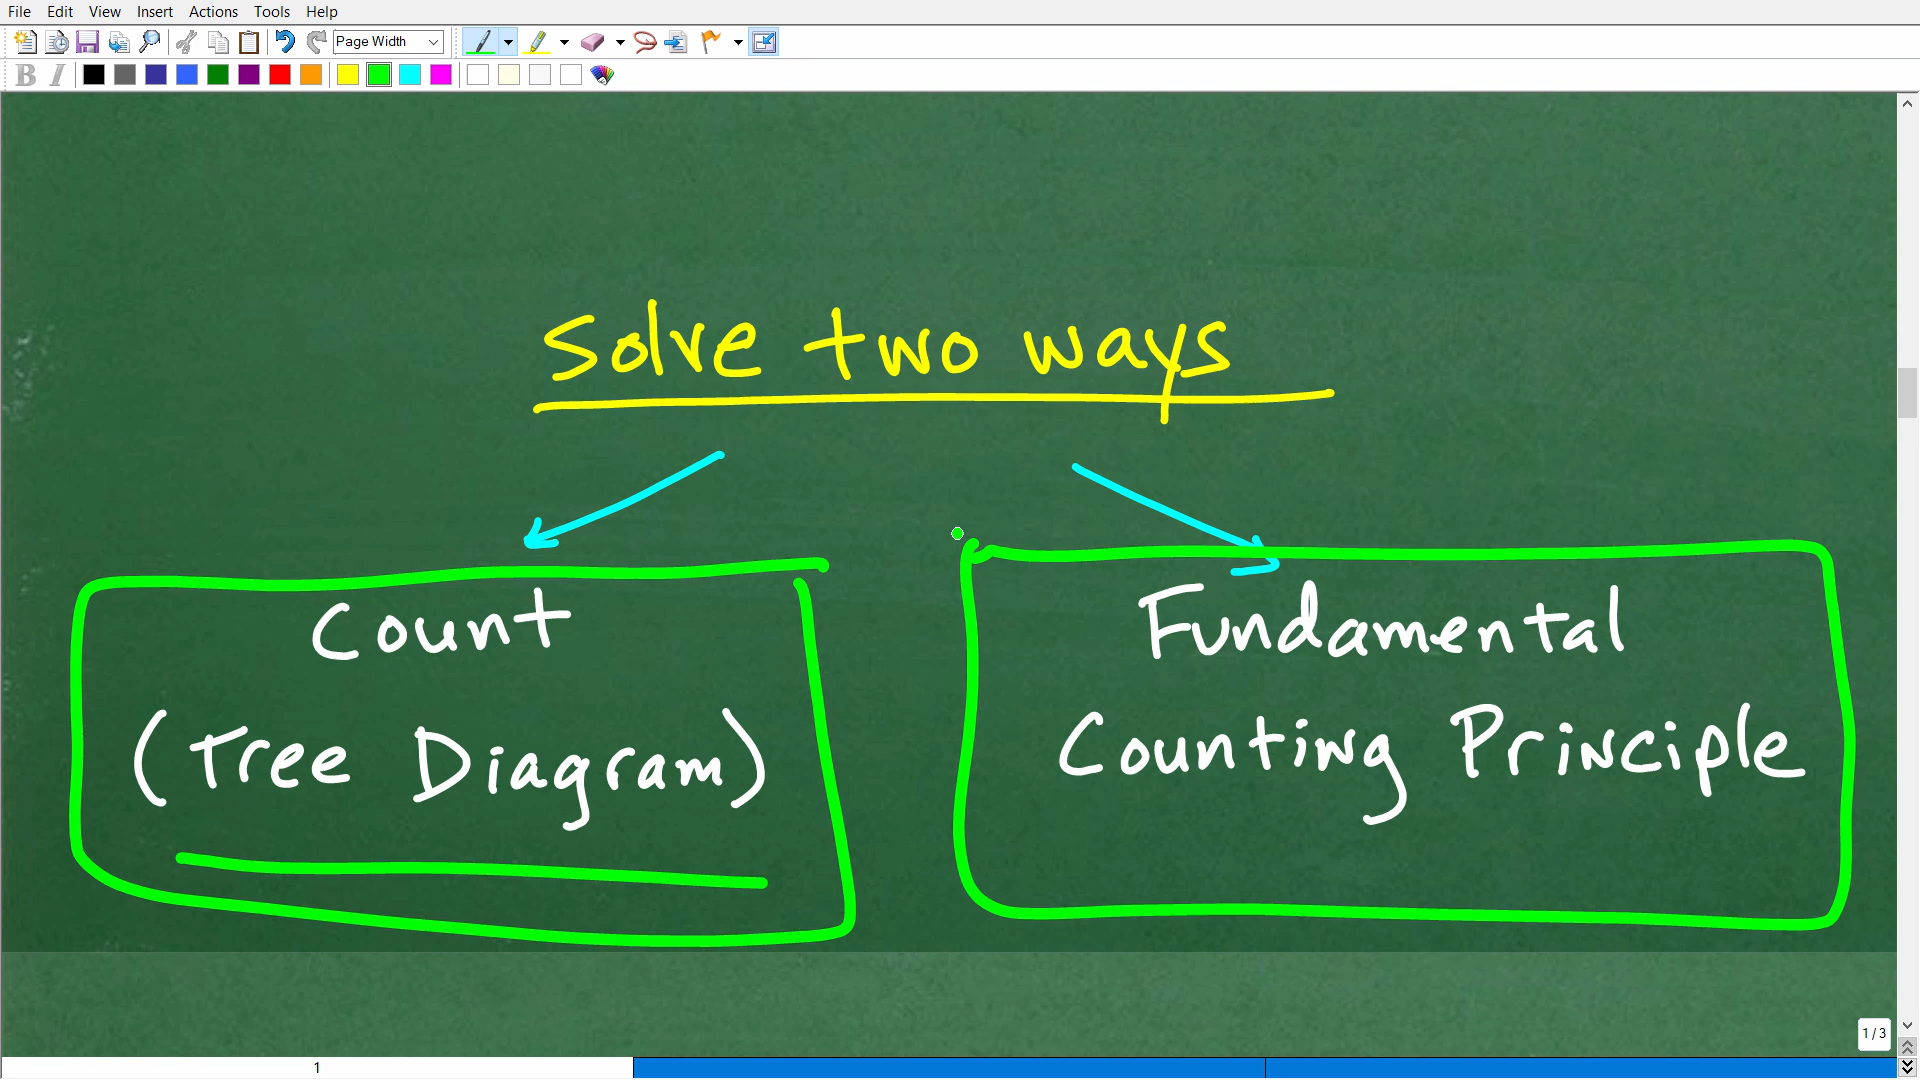 File Edit View Insert Actions Tools Help
Page Width
B I
Solve two ways
Count
(Tree Diagram)
Fundamental
Counting Principle
1 / 3
1